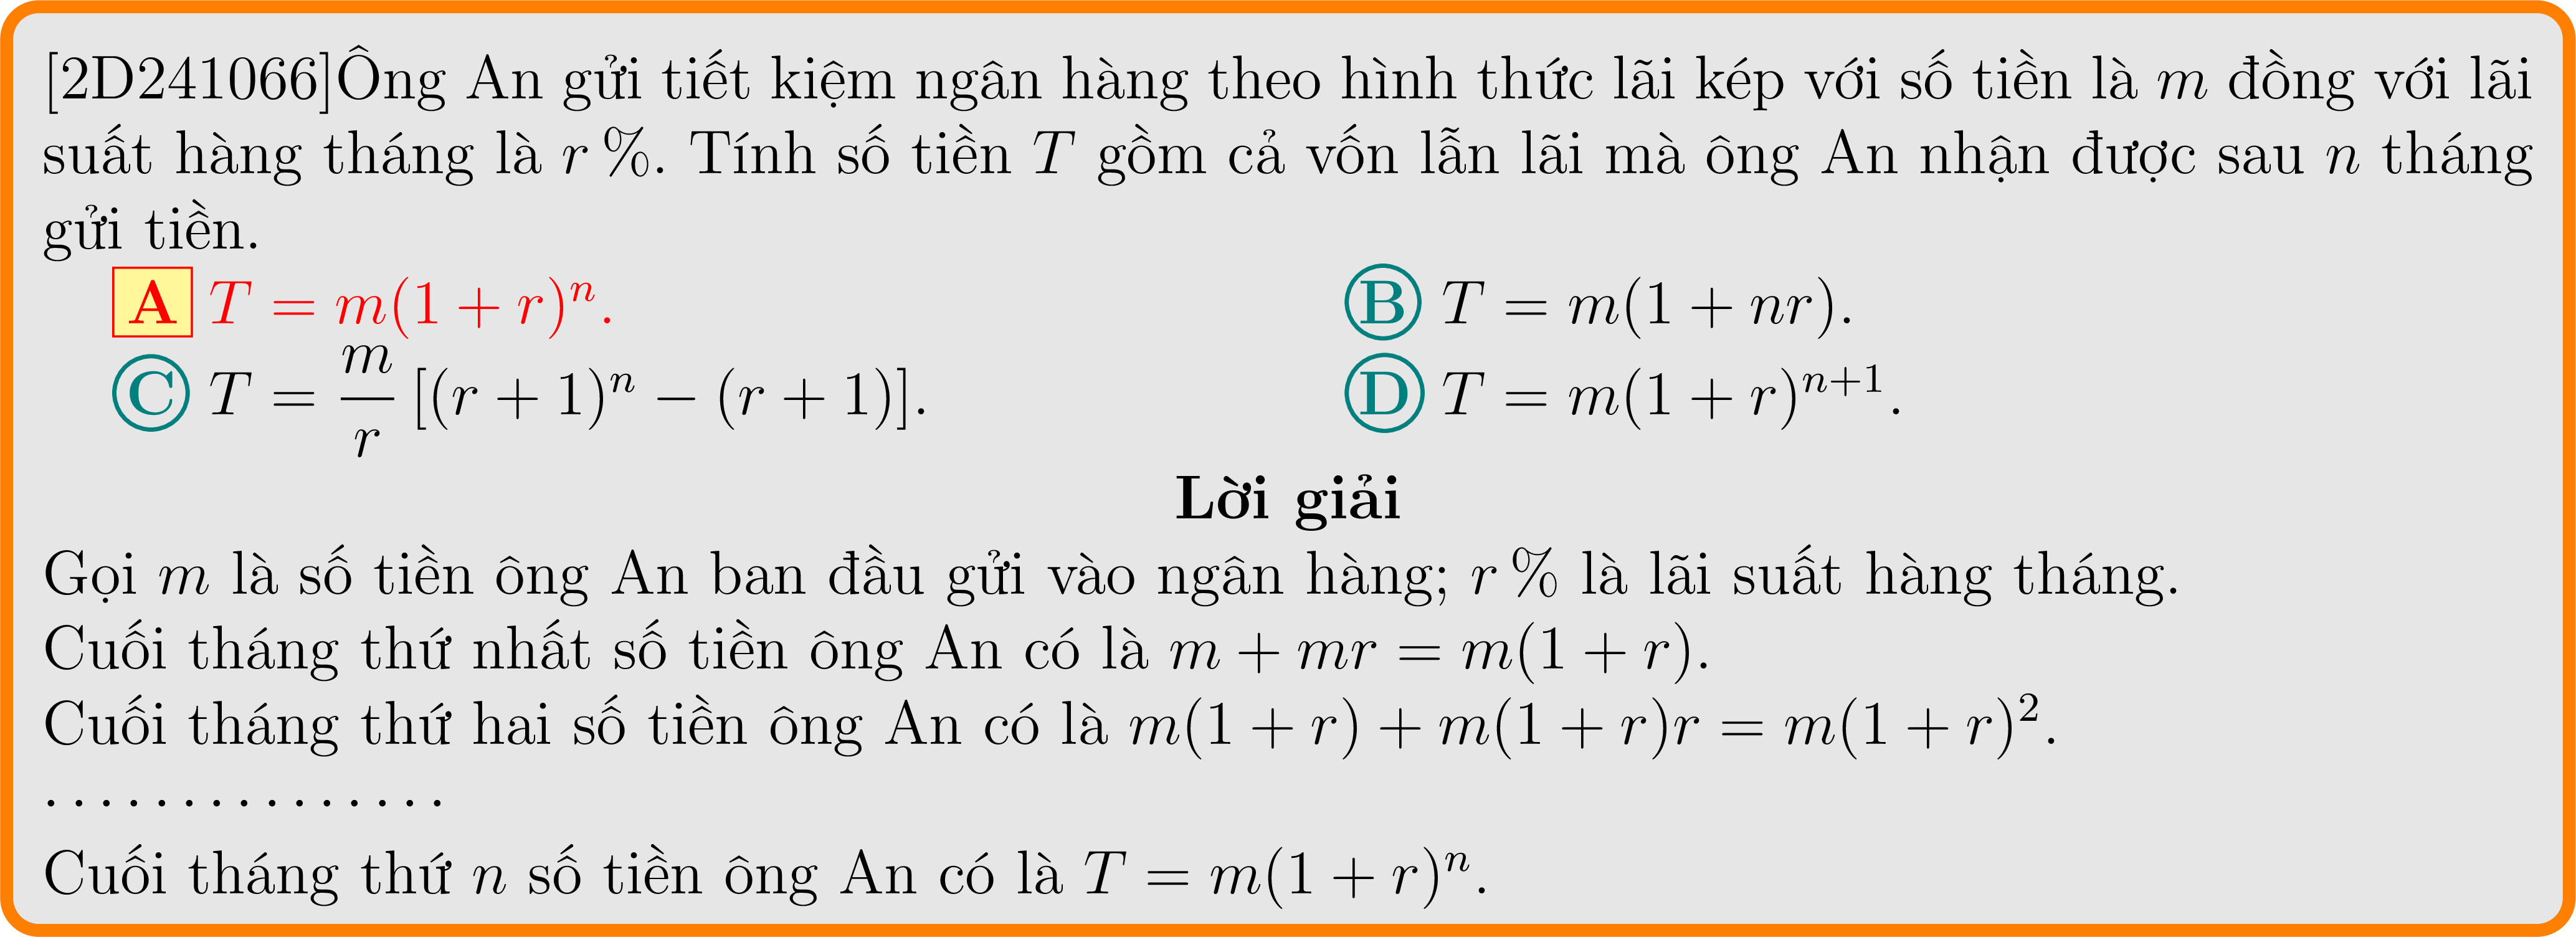 [2D241066]Ông An gửi tiết kiệm ngân hàng theo hình thức lãi kép với số tiền là m đồng với lãi
suất hàng tháng là r %. Tính số tiền T gồm cả vốn lẫn lãi mà ông An nhận được sau n tháng
gửi tiền.
A T = m(1 + r)^n.
B T = m(1 + nr).
C T = \frac{m}{r} [(r + 1)^n − (r + 1)].
D T = m(1 + r)^{n+1}.
Lời giải
Gọi m là số tiền ông An ban đầu gửi vào ngân hàng; r % là lãi suất hàng tháng.
Cuối tháng thứ nhất số tiền ông An có là m + mr = m(1 + r).
Cuối tháng thứ hai số tiền ông An có là m(1 + r) + m(1 + r)r = m(1 + r)^2.
. . . . . . . . . . . . . . .
Cuối tháng thứ n số tiền ông An có là T = m(1 + r)^n.